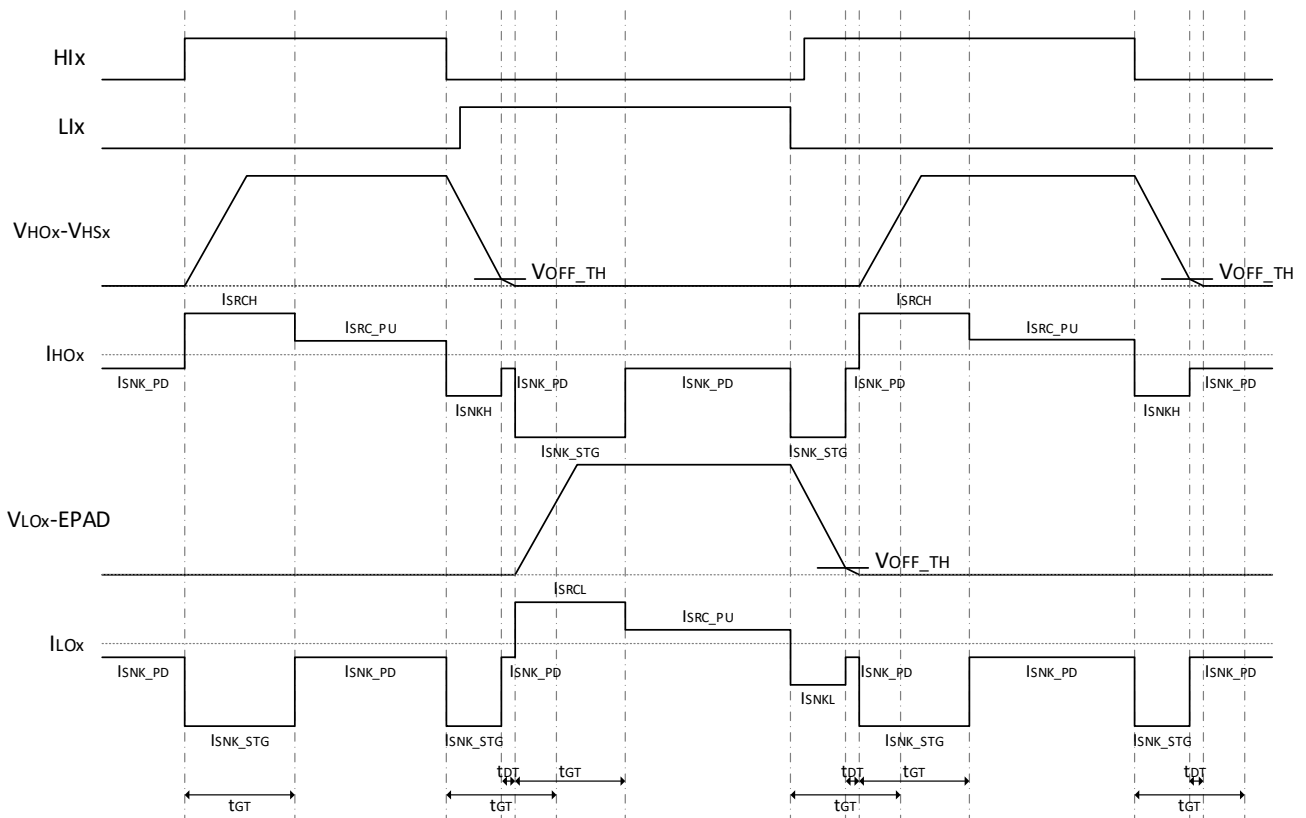 HIx
LIx
VHOx-VHSx
VOFF_TH VOFF_TH
ISRCH ISRCH
ISRC_PU ISRC_PU
IHOx
ISNK_PD ISNK_PD ISNK_PD ISNK_PD ISNK_PD
ISNKH ISNKH
ISNK_STG ISNK_STG
VLOx-EPAD
VOFF_TH
ISRCL
ISRC_PU
ILOx
ISNK_PD ISNK_PD ISNK_PD ISNK_PD ISNK_PD ISNK_PD
ISNKL
ISNK_STG ISNK_STG ISNK_STG ISNK_STG
tDT tGT tDT tGT tDT
tGT tGT tGT tGT